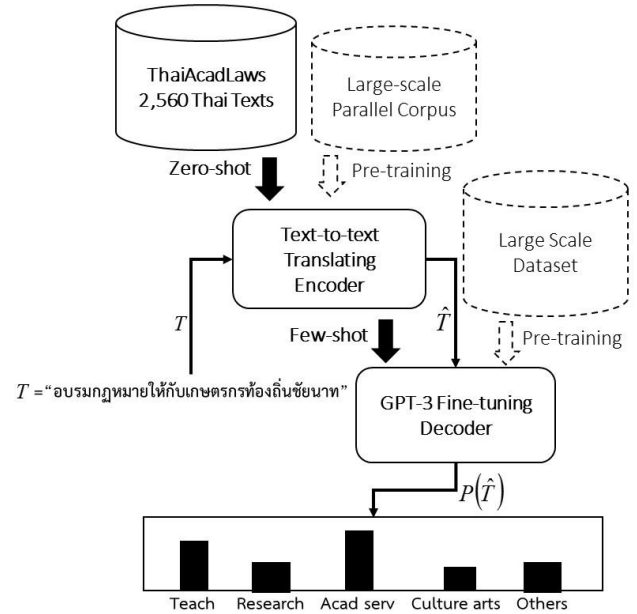 ThaiAcadLaws
2,560 Thai Texts
Large-scale
Parallel Corpus
Zero-shot
Pre-training
Text-to-text
Translating
Encoder
Large Scale
Dataset
T
T̂
Few-shot
Pre-training
T = “อบรมกฎหมายให้กับเกษตรกรท้องถิ่นชัยนาท”
GPT-3 Fine-tuning
Decoder
P(T̂)
Teach Research Acad serv Culture arts Others